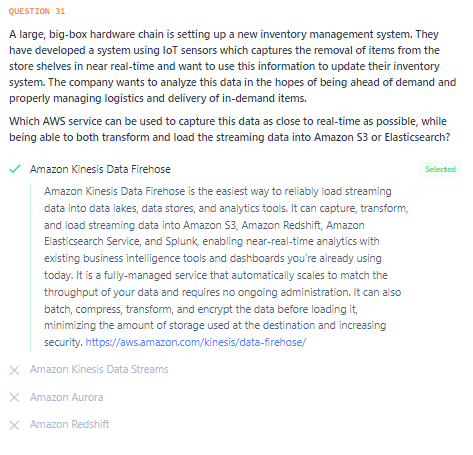 QUESTION 31
A large, big-box hardware chain is setting up a new inventory management system. They
have developed a system using IoT sensors which captures the removal of items from the
store shelves in near real-time and want to use this information to update their inventory
system. The company wants to analyze this data in the hopes of being ahead of demand and
properly managing logistics and delivery of in-demand items.
Which AWS service can be used to capture this data as close to real-time as possible, while
being able to both transform and load the streaming data into Amazon S3 or Elasticsearch?
Amazon Kinesis Data Firehose
Selected
Amazon Kinesis Data Firehose is the easiest way to reliably load streaming
data into data lakes, data stores, and analytics tools. It can capture, transform,
and load streaming data into Amazon S3, Amazon Redshift, Amazon
Elasticsearch Service, and Splunk, enabling near-real-time analytics with
existing business intelligence tools and dashboards you're already using
today. It is a fully-managed service that automatically scales to match the
throughput of your data and requires no ongoing administration. It can also
batch, compress, transform, and encrypt the data before loading it,
minimizing the amount of storage used at the destination and increasing
security. https://aws.amazon.com/kinesis/data-firehose/
Amazon Kinesis Data Streams
Amazon Aurora
Amazon Redshift